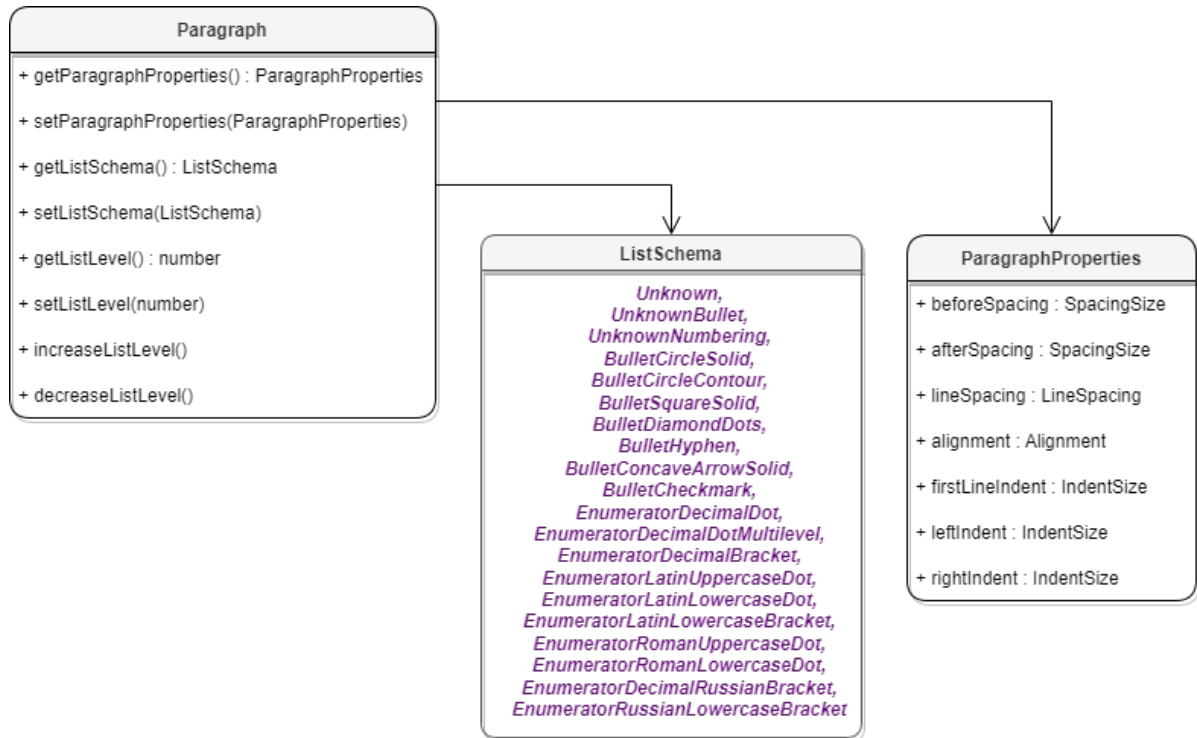 Paragraph
+ getParagraphProperties() : ParagraphProperties
+ setParagraphProperties(ParagraphProperties)
+ getListSchema() : ListSchema
+ setListSchema(ListSchema)
+ getListLevel() : number
+ setListLevel(number)
+ increaseListLevel()
+ decreaseListLevel()
ListSchema
Unknown,
UnknownBullet,
UnknownNumbering,
BulletCircleSolid,
BulletCircleContour,
BulletSquareSolid,
BulletDiamondDots,
BulletHyphen,
BulletConcaveArrowSolid,
BulletCheckmark,
EnumeratorDecimalDot,
EnumeratorDecimalDotMultilevel,
EnumeratorDecimalBracket,
EnumeratorLatinUppercaseDot,
EnumeratorLatinLowercaseDot,
EnumeratorLatinLowercaseBracket,
EnumeratorRomanUppercaseDot,
EnumeratorRomanLowercaseDot,
EnumeratorDecimalRussianBracket,
EnumeratorRussianLowercaseBracket
ParagraphProperties
+ beforeSpacing : SpacingSize
+ afterSpacing : SpacingSize
+ lineSpacing : LineSpacing
+ alignment : Alignment
+ firstLineIndent : IndentSize
+ leftIndent : IndentSize
+ rightIndent : IndentSize